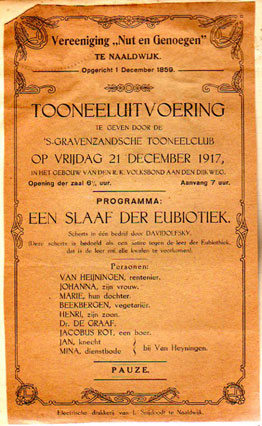 Vereeniging „Nut en Genoegen"
TE NAALDWIJK.
Opgericht 1 December 1859.
TOONEELUITVOERING
TE GEVEN DOOR DE
'S-GRAVENZANDSCHE TOONEELCLUB
OP VRIJDAG 21 DECEMBER 1917,
IN HET GEBOUW VAN DEN R. K. VOLKSBOND AAN DEN DIJKWEG.
Opening der zaal 6½ uur. Aanvang 7 uur.
PROGRAMMA:
EEN SLAAF DER EUBIOTIEK.
Scherts in één bedrijf door DAVIDOFSKY.
(Deze scherts is bedoeld als een satire tegen de leer der Eubiothiek,
dat is de leer om alle kwalen te voorkomen).
Personen:
VAN HEIJNINGEN, rentenier.
JOHANNA, zijn vrouw.
MARIE, hun dochter.
BEEKBERGEN, vegetariër.
HENRI, zijn zoon.
Dr. DE GRAAF.
JACOBUS ROT, een boer.
JAN, knecht
MINA, dienstbode
bij Van Heyningen.
PAUZE.
Electrische drukkerij van L. te Naaldwijk.